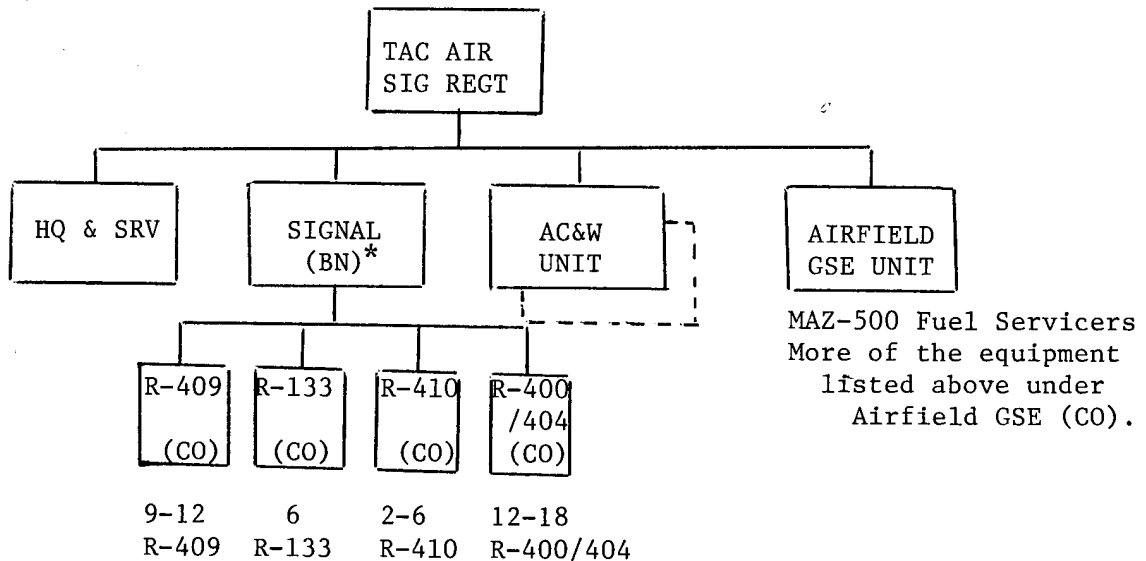 TAC AIR
SIG REGT
HQ & SRV
SIGNAL
(BN)*
AC&W
UNIT
AIRFIELD
GSE UNIT
MAZ-500 Fuel Servicers
More of the equipment
listed above under
Airfield GSE (CO).
R-409
(CO)
R-133
(CO)
R-410
(CO)
R-400
/404
(CO)
9-12
R-409
6
R-133
2-6
R-410
12-18
R-400/404